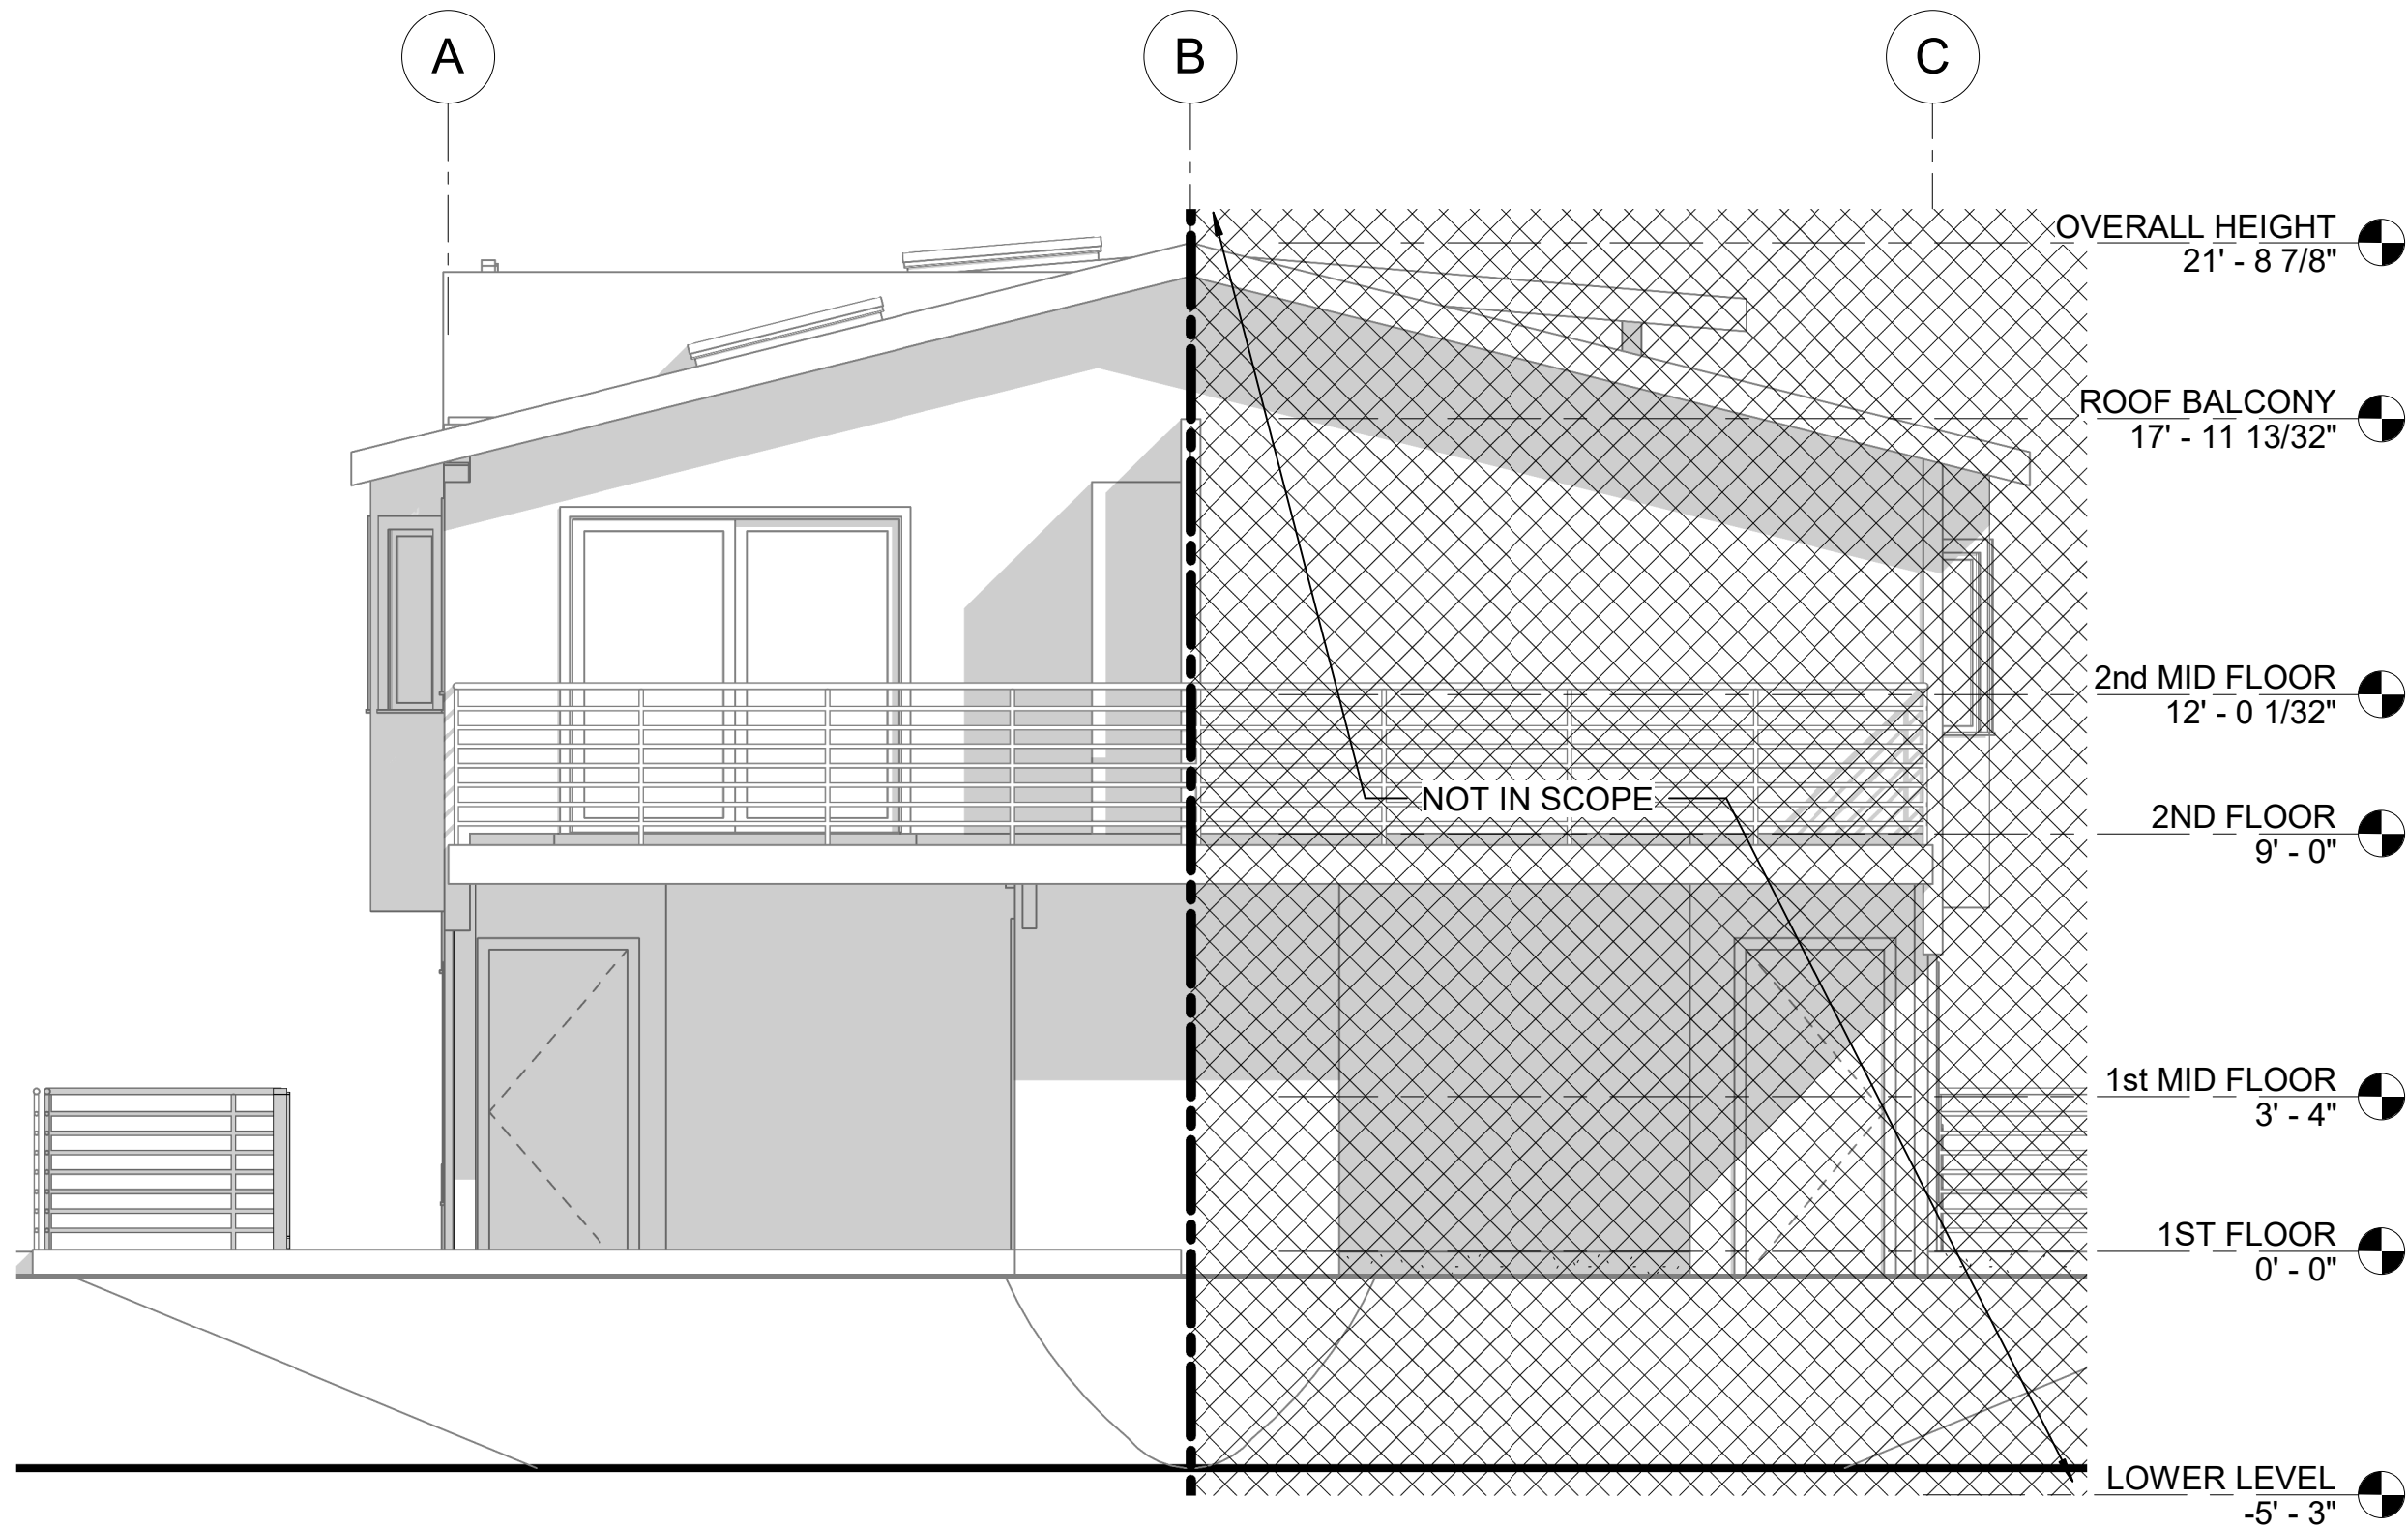 A
B
C
OVERALL HEIGHT
21' - 8 7/8"
ROOF BALCONY
17' - 11 13/32"
2nd MID FLOOR
12' - 0 1/32"
NOT IN SCOPE
2ND FLOOR
9' - 0"
1st MID FLOOR
3' - 4"
1ST FLOOR
0' - 0"
LOWER LEVEL
-5' - 3"